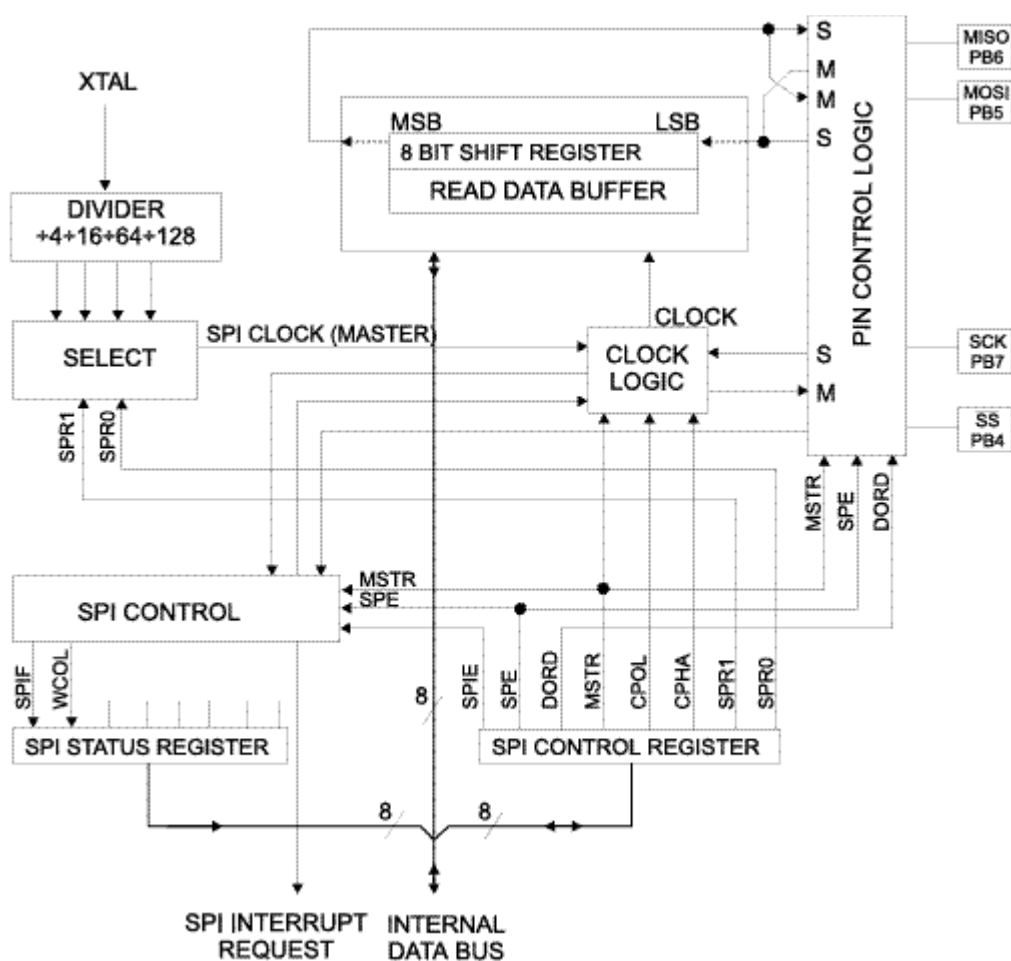 S
MISO
PB6
XTAL
M
M
MOSI
PB5
MSB
LSB
S
8 BIT SHIFT REGISTER
READ DATA BUFFER
PIN CONTROL LOGIC
DIVIDER
÷4÷16÷64÷128
SPI CLOCK (MASTER)
CLOCK
SELECT
CLOCK
LOGIC
S
M
SCK
PB7
SS
PB4
SPR1
SPR0
MSTR
SPE
DORD
MSTR
SPE
SPI CONTROL
SPIF
WCOL
8
SPIE
SPE
DORD
MSTR
CPOL
CPHA
SPR1
SPR0
SPI STATUS REGISTER
SPI CONTROL REGISTER
8
8
SPI INTERRUPT
REQUEST
INTERNAL
DATA BUS